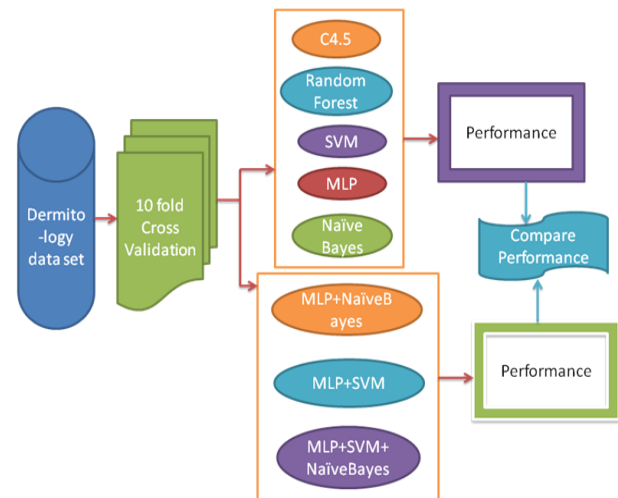 Dermito
-logy
data set
10 fold
Cross
Validation
C4.5
Random
Forest
SVM
MLP
Naïve
Bayes
MLP+NaïveB
ayes
MLP+SVM
MLP+SVM+
NaïveBayes
Performance
Compare
Performance
Performance